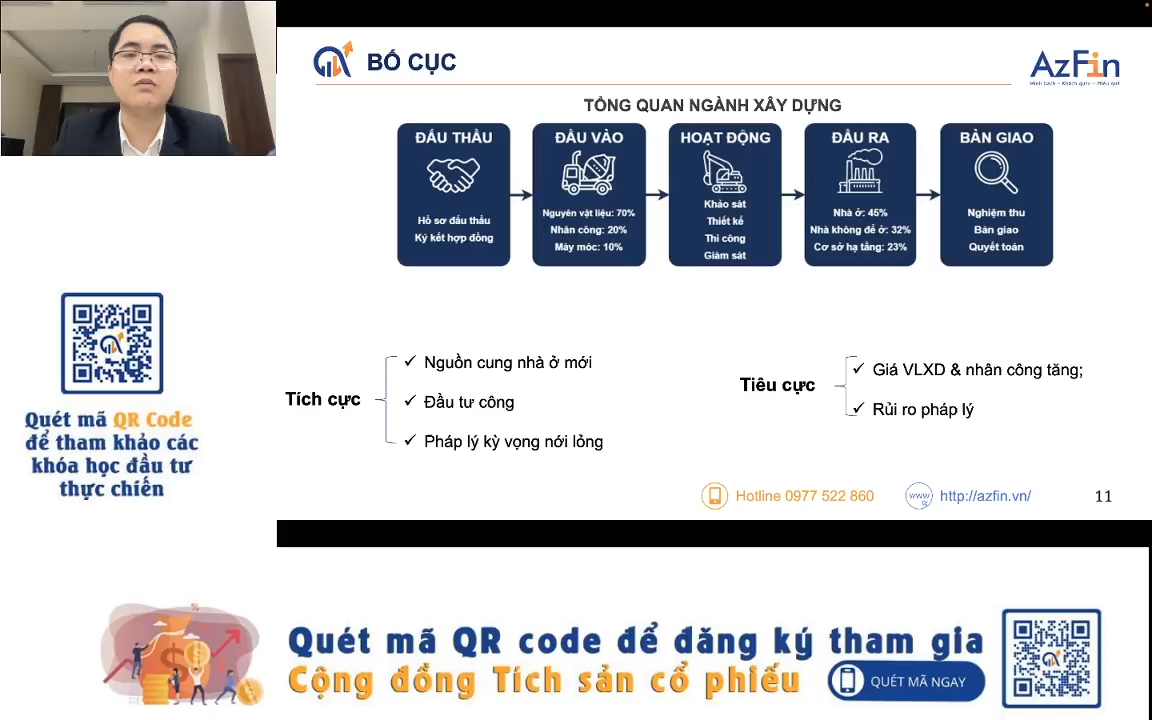 BỐ CỤC
AzFin
TỔNG QUAN NGÀNH XÂY DỰNG
ĐẤU THẦU
Hồ sơ đấu thầu
Ký kết hợp đồng
ĐẦU VÀO
Nguyên vật liệu: 70%
Nhân công: 20%
Máy móc: 10%
HOẠT ĐỘNG
Khảo sát
Thiết kế
Thi công
Giám sát
ĐẦU RA
Nhà ở: 45%
Nhà không để ở: 32%
Cơ sở hạ tầng: 23%
BÀN GIAO
Nghiệm thu
Bàn giao
Quyết toán
Tích cực
✓ Nguồn cung nhà ở mới
✓ Đầu tư công
✓ Pháp lý kỳ vọng nới lỏng
Tiêu cực
✓ Giá VLXD & nhân công tăng;
✓ Rủi ro pháp lý
Quét mã QR Code
để tham khảo các
khóa học đầu tư
thực chiến
Hotline 0977 522 860
www
http://azfin.vn/
11
Quét mã QR code để đăng ký tham gia
Cộng đồng Tích sản cổ phiếu
QUÉT MÃ NGAY